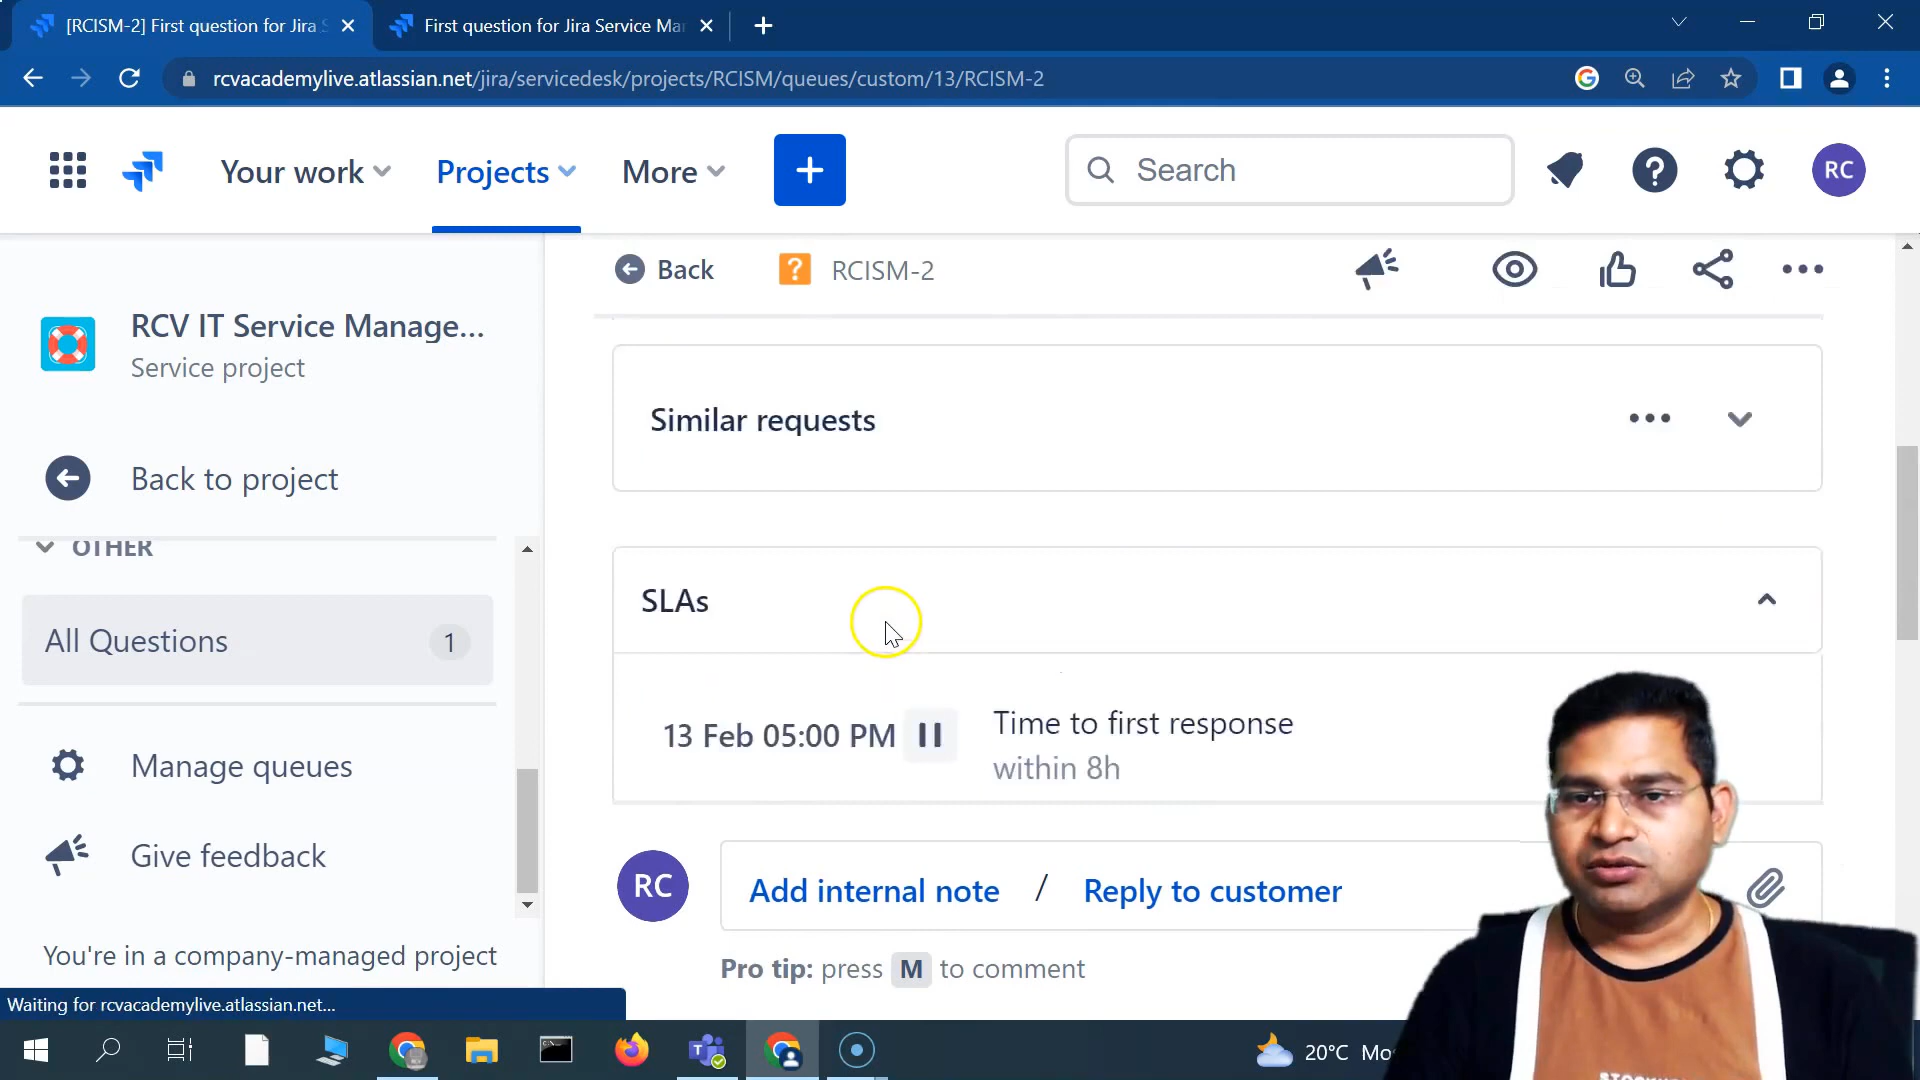 [RCISM-2] First question for Jira S
First question for Jira Service Mar
rcvacademylive.atlassian.net/jira/servicedesk/projects/RCISM/queues/custom/13/RCISM-2
Your work
Projects
More
+
Search
RC
RCV IT Service Manage...
Service project
Back to project
OTHER
All Questions 1
Manage queues
Give feedback
You're in a company-managed project
Back
RCISM-2
Similar requests
SLAs
13 Feb 05:00 PM
Time to first response
within 8h
RC
Add internal note / Reply to customer
Pro tip: press M to comment
Waiting for rcvacademylive.atlassian.net...
20°C